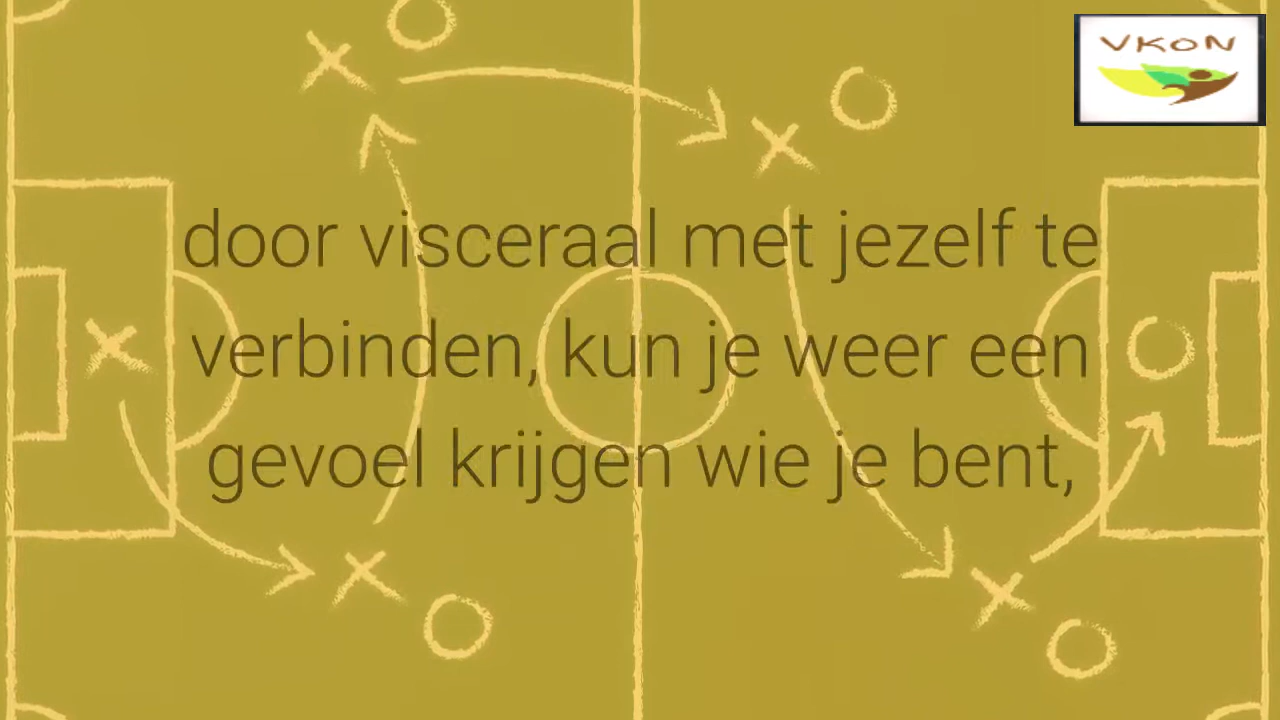 VKON
door visceraal met jezelf te
verbinden, kun je weer een
gevoel krijgen wie je bent,